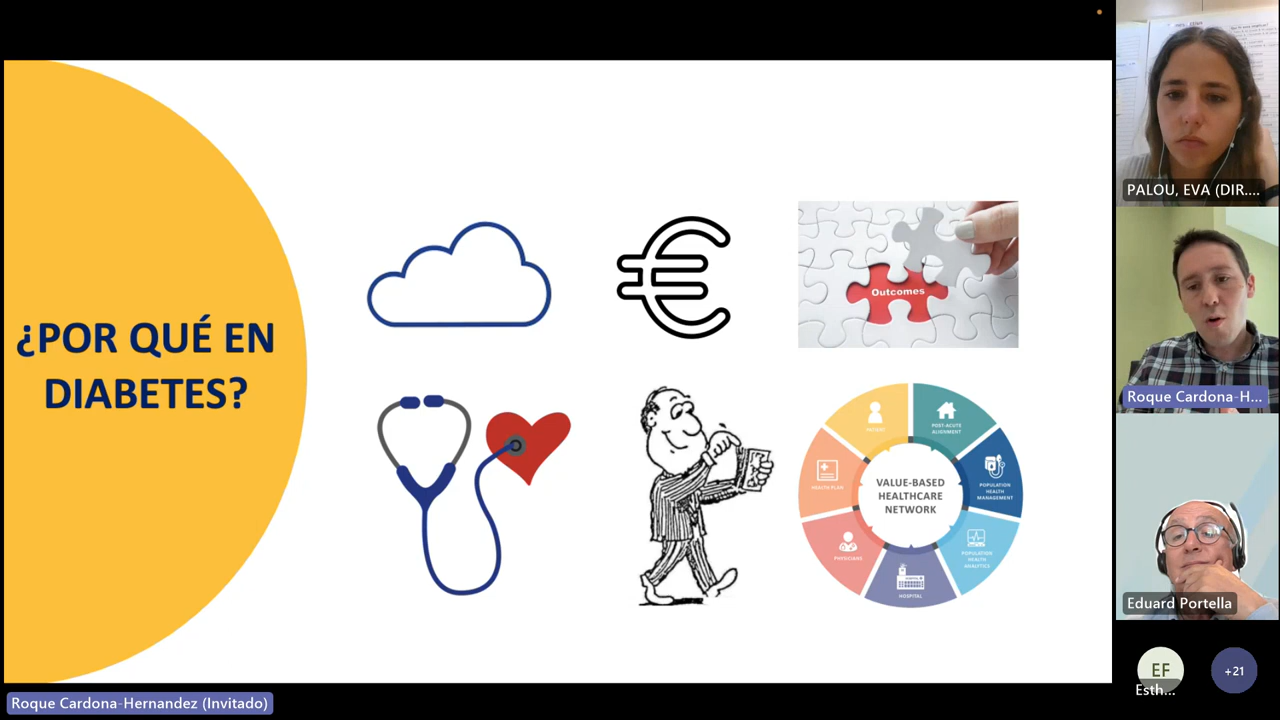 ¿POR QUÉ EN
DIABETES?
Outcomes
PATIENT
POST-ACUTE
ALIGNMENT
HEALTH PLAN
POPULATION
HEALTH
MANAGEMENT
VALUE-BASED
HEALTHCARE
NETWORK
PHYSICIANS
POPULATION
HEALTH
ANALYTICS
HOSPITAL
Roque Cardona-Hernandez (Invitado)
PALOU, EVA (DIR....
Roque Cardona-H...
Eduard Portella
EF
Esth...
+21